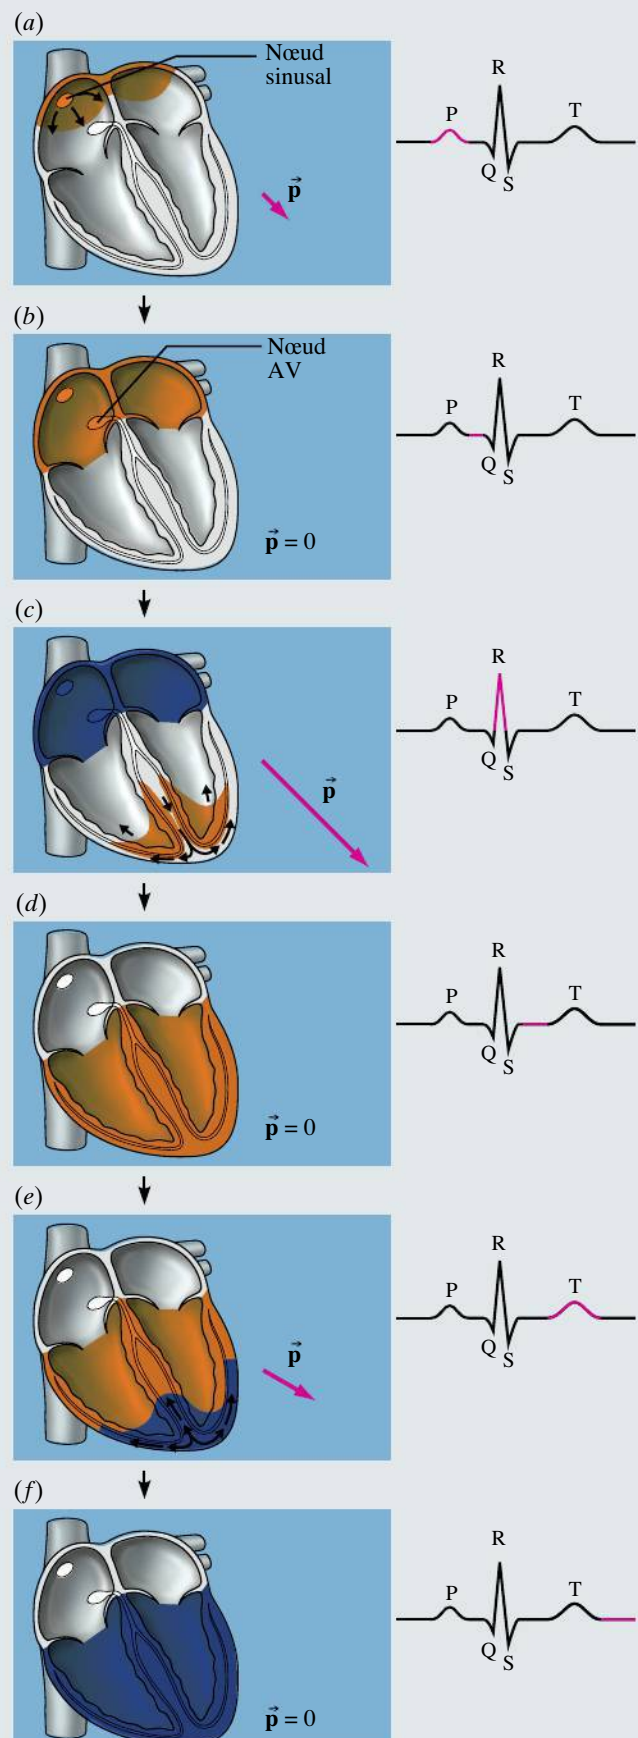 (a)
Nœud
sinusal
p⃗
P
R
Q
S
T
(b)
Nœud
AV
p⃗ = 0
P
R
Q
S
T
(c)
p⃗
P
R
Q
S
T
(d)
p⃗ = 0
P
R
Q
S
T
(e)
p⃗
P
R
Q
S
T
(f)
p⃗ = 0
P
R
Q
S
T